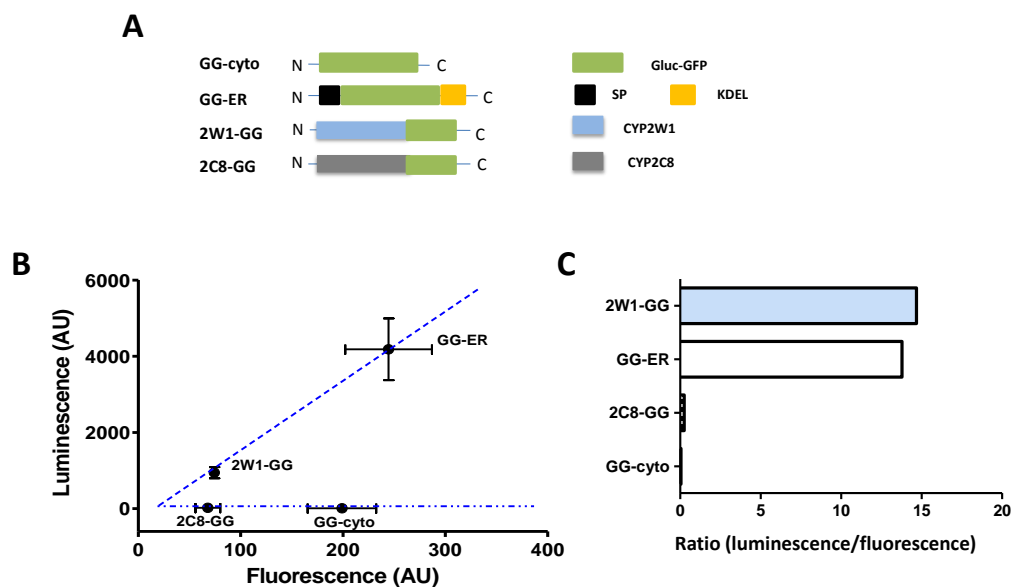 A
GG-cyto N C Gluc-GFP
GG-ER N C SP KDEL
2W1-GG N C CYP2W1
2C8-GG N C CYP2C8
B
Luminescence (AU)
6000
4000
2000
0
GG-ER
2W1-GG
2C8-GG
GG-cyto
0 100 200 300 400
Fluorescence (AU)
C
2W1-GG
GG-ER
2C8-GG
GG-cyto
0 5 10 15 20
Ratio (luminescence/fluorescence)